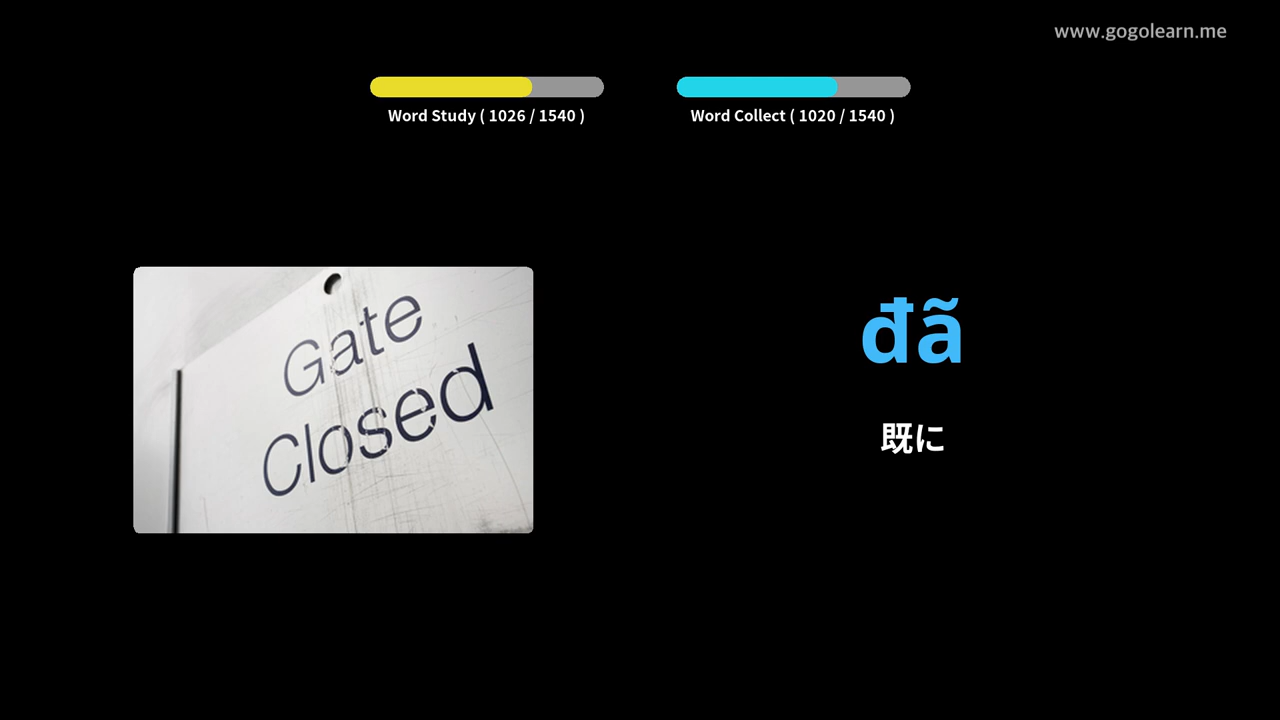 www.gogolearn.me
Word Study ( 1026 / 1540 )
Word Collect ( 1020 / 1540 )
Gate
Closed
đã
既に